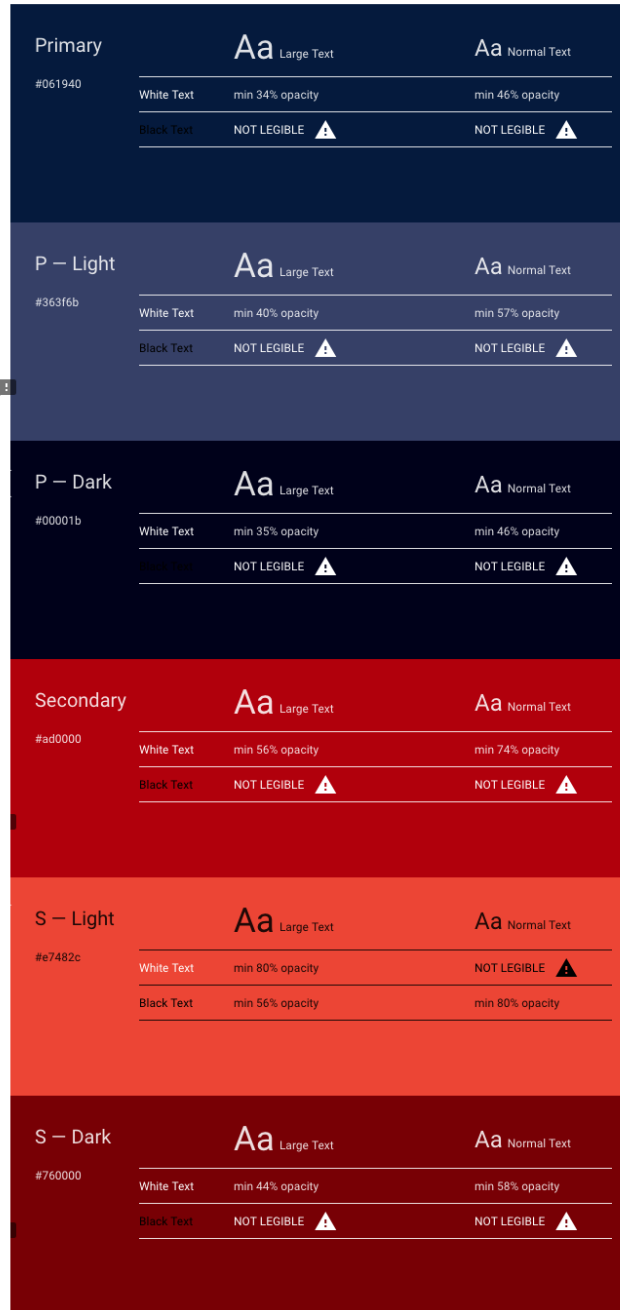 Primary Aa Large Text Aa Normal Text
#061940
White Text min 34% opacity min 46% opacity
Black Text NOT LEGIBLE NOT LEGIBLE
P — Light Aa Large Text Aa Normal Text
#363f6b
White Text min 40% opacity min 57% opacity
Black Text NOT LEGIBLE NOT LEGIBLE
P — Dark Aa Large Text Aa Normal Text
#00001b
White Text min 35% opacity min 46% opacity
Black Text NOT LEGIBLE NOT LEGIBLE
Secondary Aa Large Text Aa Normal Text
#ad0000
White Text min 56% opacity min 74% opacity
Black Text NOT LEGIBLE NOT LEGIBLE
S — Light Aa Large Text Aa Normal Text
#e7482c
White Text min 80% opacity NOT LEGIBLE
Black Text min 56% opacity min 80% opacity
S — Dark Aa Large Text Aa Normal Text
#760000
White Text min 44% opacity min 58% opacity
Black Text NOT LEGIBLE NOT LEGIBLE